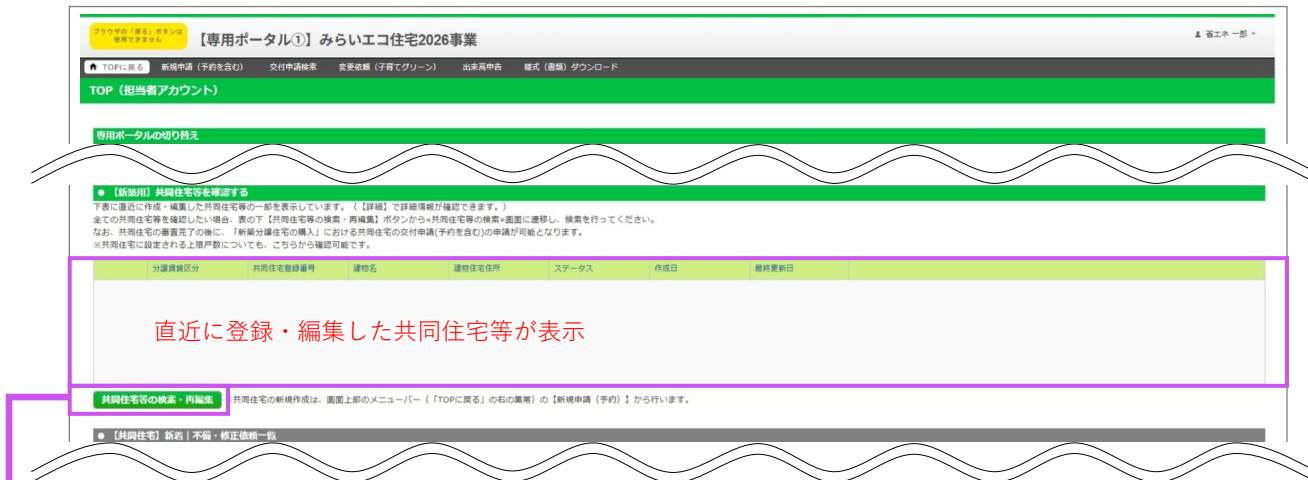 ブラウザの「戻る」ボタンは
使用できません
【専用ポータル①】みらいエコ住宅2026事業
省エネ 一郎
TOPに戻る 新規申請（予約を含む） 交付申請検索 変更依頼（子育てグリーン） 出来高申告 様式（書類）ダウンロード
TOP（担当者アカウント）
専用ポータルの切り替え
● 【新築用】共同住宅等を確認する
下表に直近に作成・編集した共同住宅等の一部を表示しています。（【詳細】で詳細情報が確認できます。）
全ての共同住宅等を確認したい場合、表の下【共同住宅等の検索・再編集】ボタンから«共同住宅等の検索»画面に遷移し、検索を行ってください。
なお、共同住宅の審査完了の後に、「新築分譲住宅の購入」における共同住宅の交付申請(予約を含む)の申請が可能となります。
※共同住宅に設定される上限戸数についても、こちらから確認可能です。
分譲賃貸区分 共同住宅登録番号 建物名 建物住宅住所 ステータス 作成日 最終更新日
直近に登録・編集した共同住宅等が表示
共同住宅等の検索・再編集 ※共同住宅の新規作成は、画面上部のメニューバー（「TOPに戻る」の右の黒帯）の【新規申請（予約）】から行います。
● 【共同住宅】新着｜不備・修正依頼一覧